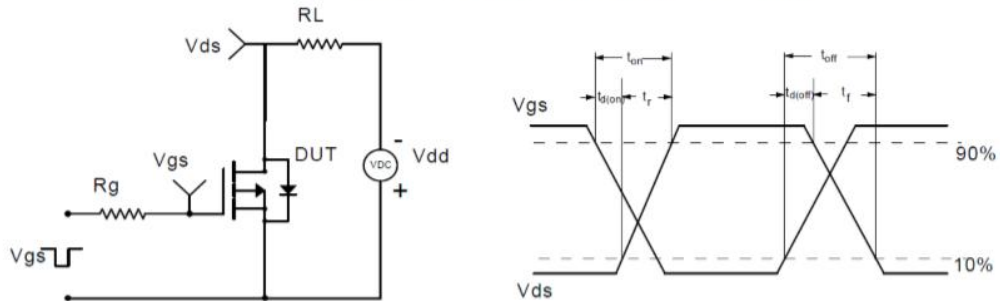 RL
Vds
DUT
Vgs
Rg
VDC
-
Vdd
+
Vgs
ton
toff
td(on)
tr
td(off)
tf
Vgs
90%
10%
Vds